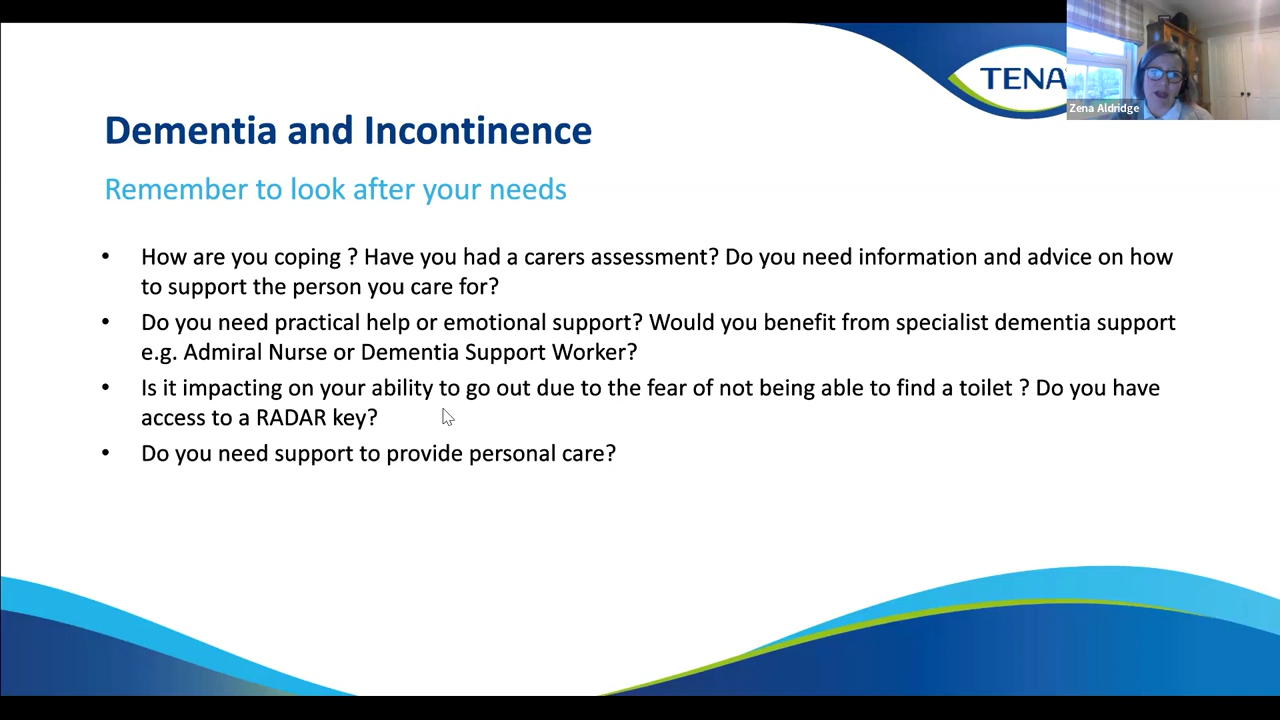 TENA
Zena Aldridge
Dementia and Incontinence
Remember to look after your needs
• How are you coping ? Have you had a carers assessment? Do you need information and advice on how
to support the person you care for?
• Do you need practical help or emotional support? Would you benefit from specialist dementia support
e.g. Admiral Nurse or Dementia Support Worker?
• Is it impacting on your ability to go out due to the fear of not being able to find a toilet ? Do you have
access to a RADAR key?
• Do you need support to provide personal care?